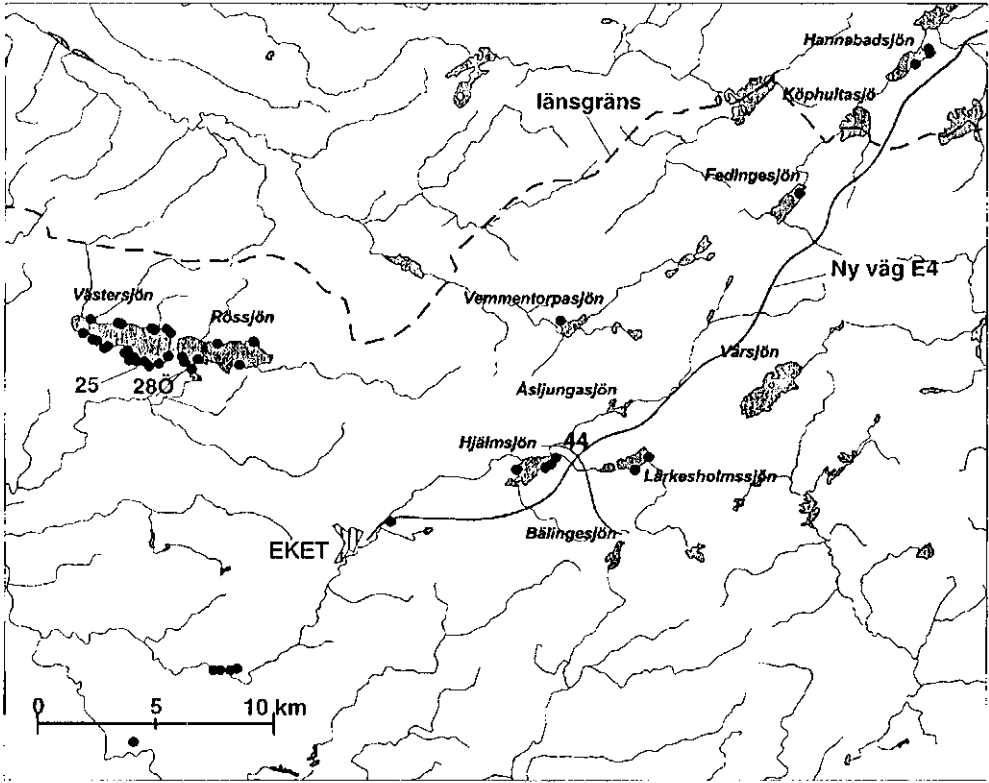 Hannabadsjön
Köphultasjö
länsgräns
Fedingesjön
Ny väg E4
Västersjön
Rössjön
Vemmentorpasjön
Vårsjön
25
28Ö
Åsljungasjön
Hjälmsjön
44
Lärkesholmssjön
EKET
Bälingesjön
0 5 10 km